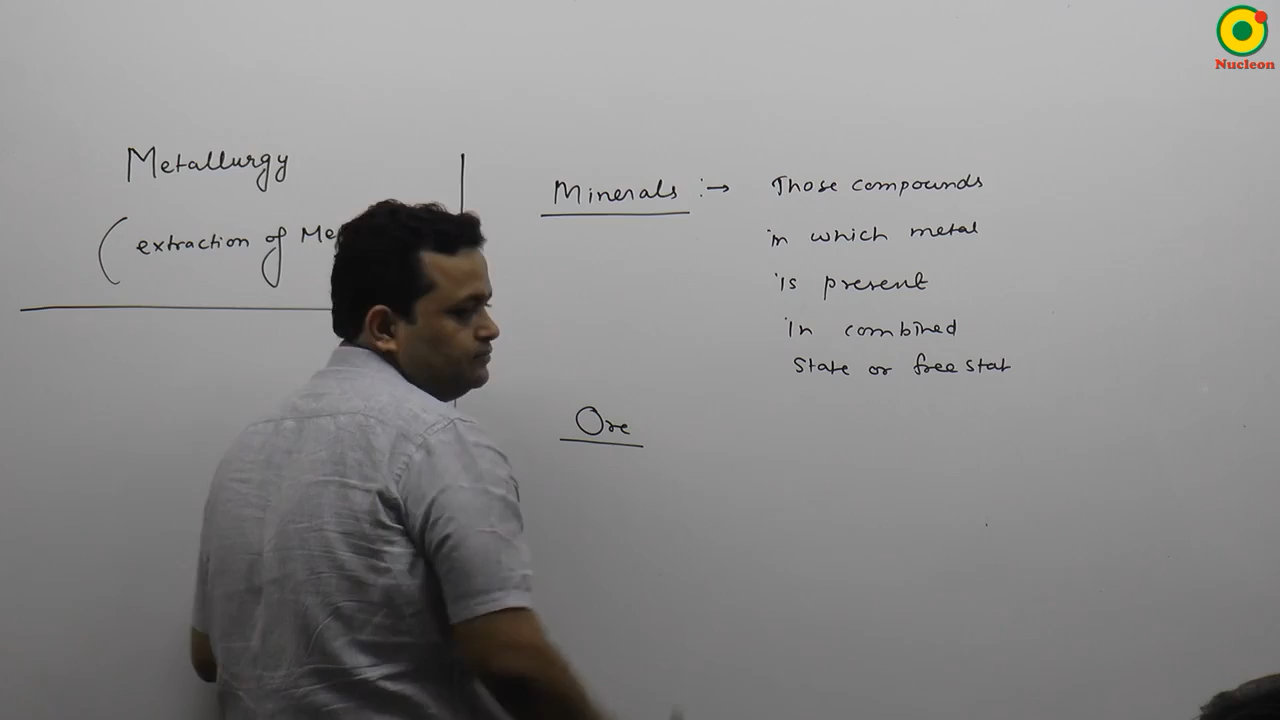 Metallurgy
(extraction of Me
Minerals :→ Those compounds
in which metal
is present
in combined
state or free stat
Ore
Nucleon